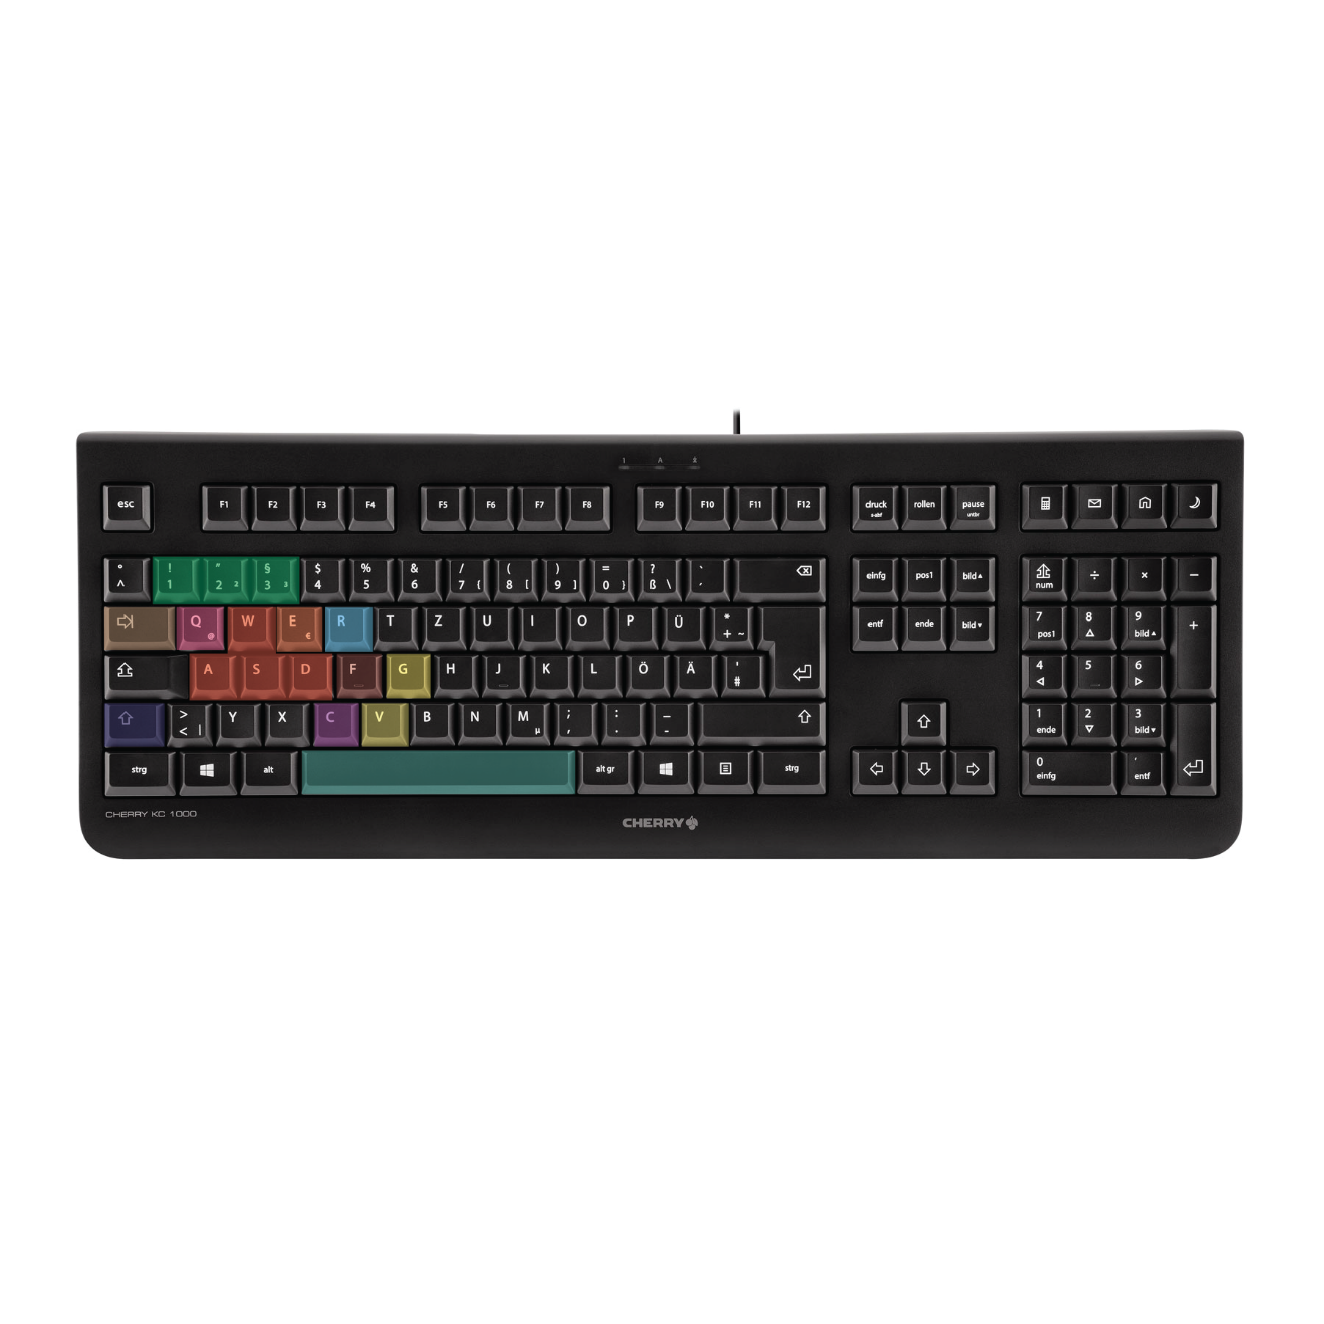 1 A
esc F1 F2 F3 F4 F5 F6 F7 F8 F9 F10 F11 F12 druck s-abf rollen pause untbr
° ^ ! 1 " 2 ² § 3 ³ $ 4 % 5 & 6 / 7 { ( 8 [ ) 9 ] = 0 } ? ß \ ` ´ einfg pos1 bild▲ num ÷ × −
Q @ W E € R T Z U I O P Ü * + ~ entf ende bild▼ 7 pos1 8 9 bild▲ +
A S D F G H J K L Ö Ä ' # 4 5 6
> < | Y X C V B N M µ ; , : . _ - 1 ende 2 3 bild▼
strg alt alt gr strg 0 einfg , entf
CHERRY KC 1000
CHERRY